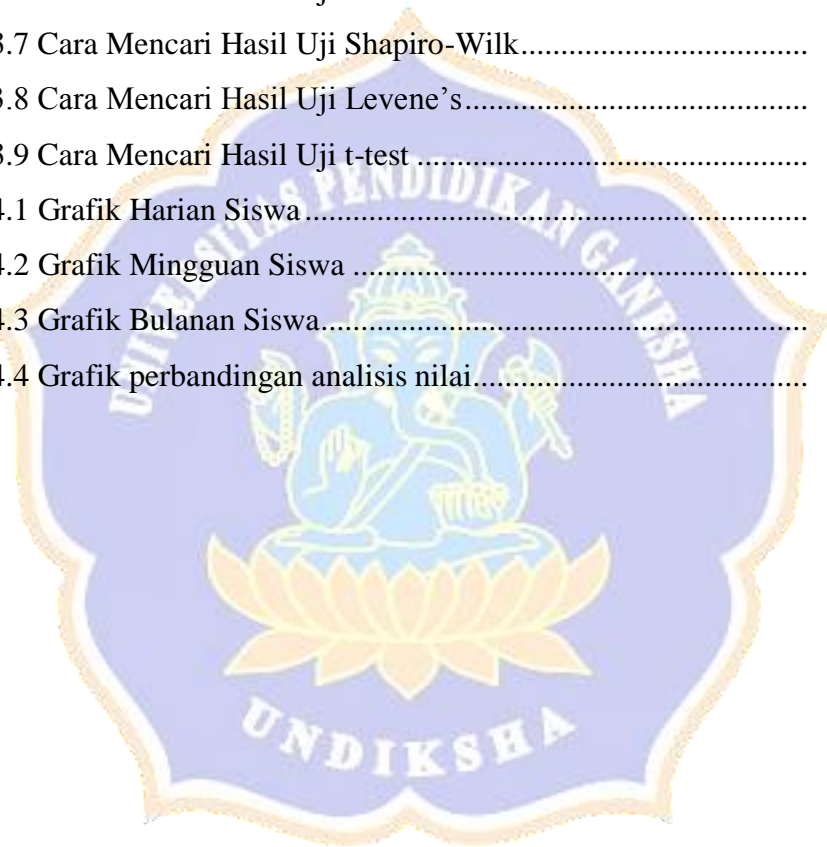 3.7 Cara Mencari Hasil Uji Shapiro-Wilk....................................
3.8 Cara Mencari Hasil Uji Levene’s...........................................
3.9 Cara Mencari Hasil Uji t-test.................................................
4.1 Grafik Harian Siswa..............................................................
4.2 Grafik Mingguan Siswa ........................................................
4.3 Grafik Bulanan Siswa............................................................
4.4 Grafik perbandingan analisis nilai..........................................
UNIVERSITAS PENDIDIKAN GANESHA
UNDIKSHA